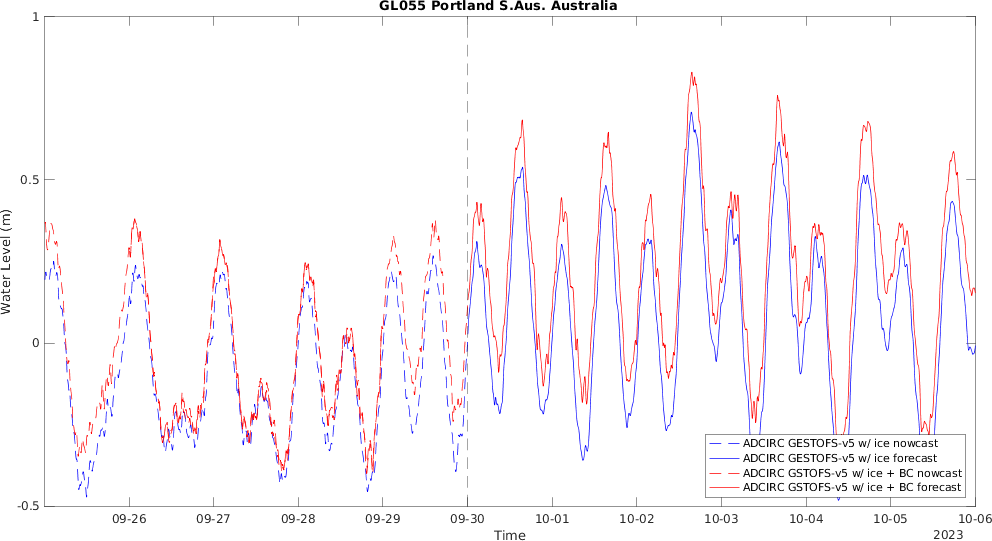 GL055 Portland S.Aus. Australia
Water Level (m)
1
0.5
0
-0.5
ADCIRC GESTOFS-v5 w/ ice nowcast
ADCIRC GESTOFS-v5 w/ ice forecast
ADCIRC GSTOFS-v5 w/ ice + BC nowcast
ADCIRC GSTOFS-v5 w/ ice + BC forecast
09-26 09-27 09-28 09-29 09-30 10-01 10-02 10-03 10-04 10-05 10-06
Time
2023